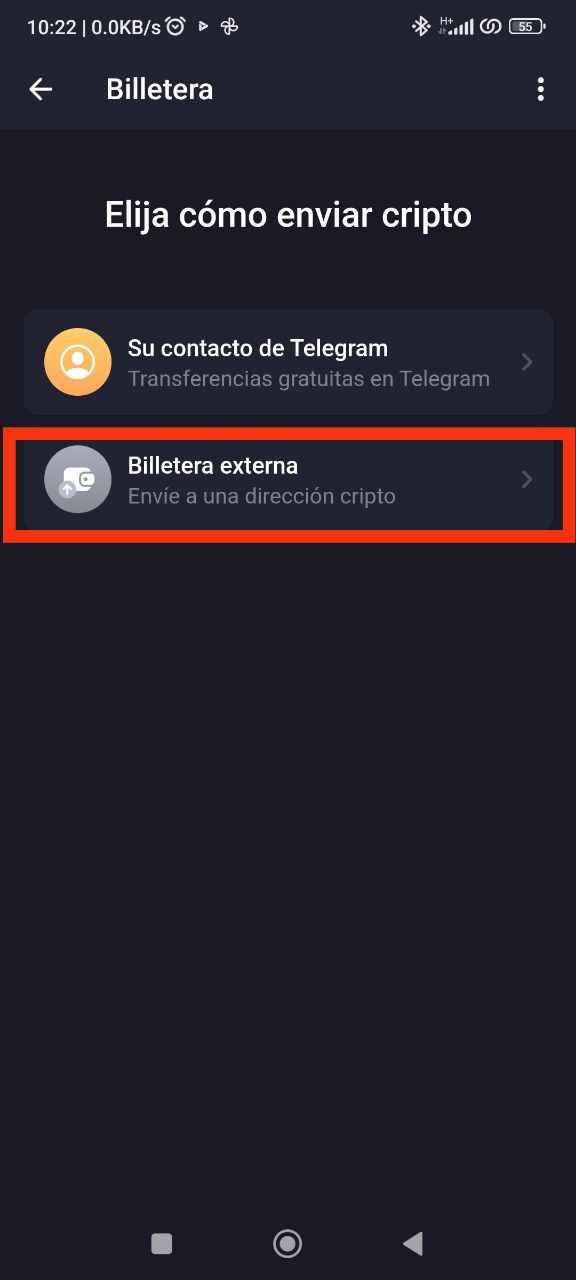 10:22 | 0.0KB/s
H+
55
Billetera
Elija cómo enviar cripto
Su contacto de Telegram
Transferencias gratuitas en Telegram
Billetera externa
Envíe a una dirección cripto